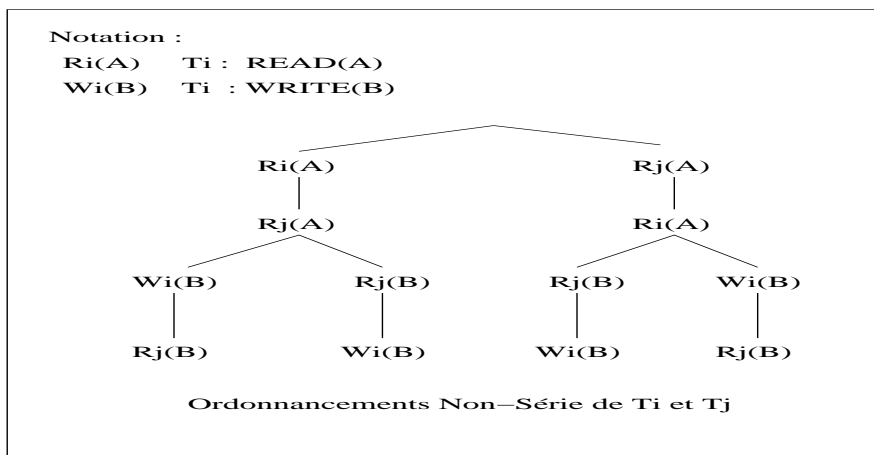 Notation :
Ri(A) Ti : READ(A)
Wi(B) Ti : WRITE(B)
Ri(A) Rj(A)
Rj(A) Ri(A)
Wi(B) Rj(B) Rj(B) Wi(B)
Rj(B) Wi(B) Wi(B) Rj(B)
Ordonnancements Non–Série de Ti et Tj